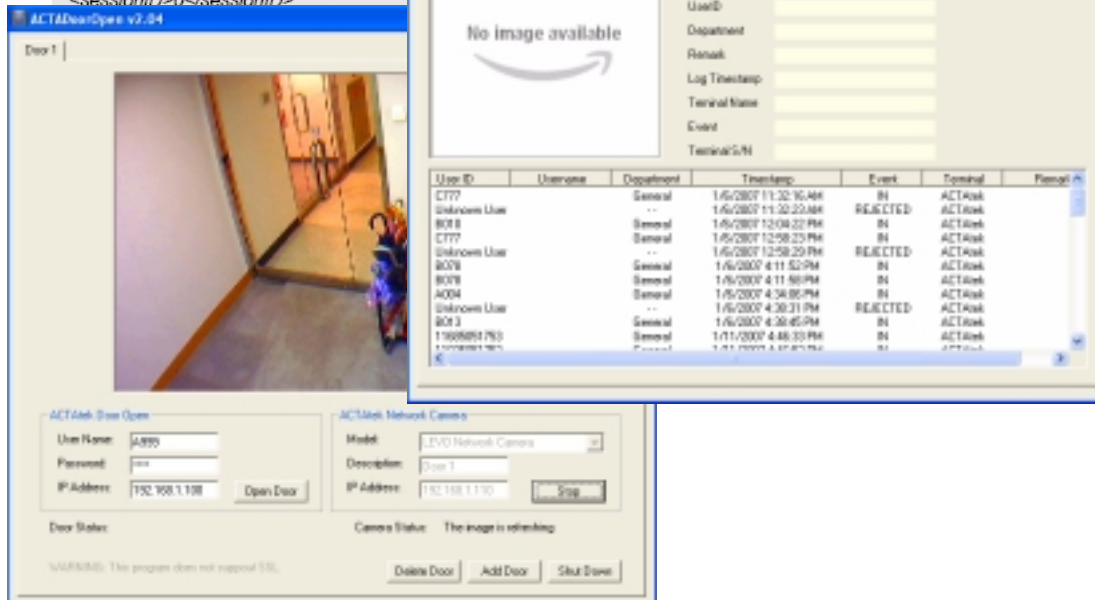 <sessionID>0</sessionID>
ACTADoorOpen v2.04
Door 1
No image available
UserID
Department
Remark
Log Timestamp
Terminal Name
Event
Terminal S/N
User ID Username Department Timestamp Event Terminal Remark
C777 General 1/6/2007 11:32:16 AM IN ACTAtek
Unknown User -- 1/6/2007 11:32:23 AM REJECTED ACTAtek
B010 General 1/6/2007 12:04:22 PM IN ACTAtek
C777 General 1/6/2007 12:58:23 PM IN ACTAtek
Unknown User -- 1/6/2007 12:58:29 PM REJECTED ACTAtek
B078 General 1/6/2007 4:11:52 PM IN ACTAtek
B078 General 1/6/2007 4:11:58 PM IN ACTAtek
A004 General 1/6/2007 4:34:06 PM IN ACTAtek
Unknown User -- 1/6/2007 4:38:31 PM REJECTED ACTAtek
B013 General 1/6/2007 4:38:45 PM IN ACTAtek
11685051753 General 1/11/2007 4:46:33 PM IN ACTAtek
ACTAtek Door Open
User Name: A999
Password: ****
IP Address: 192.168.1.100 Open Door
ACTAtek Network Camera
Model: LEVO Network Camera
Description: Door 1
IP Address: 192.168.1.110 Stop
Door Status:
Camera Status: The image is refreshing
WARNING: This program does not support SSL.
Delete Door Add Door Shut Down